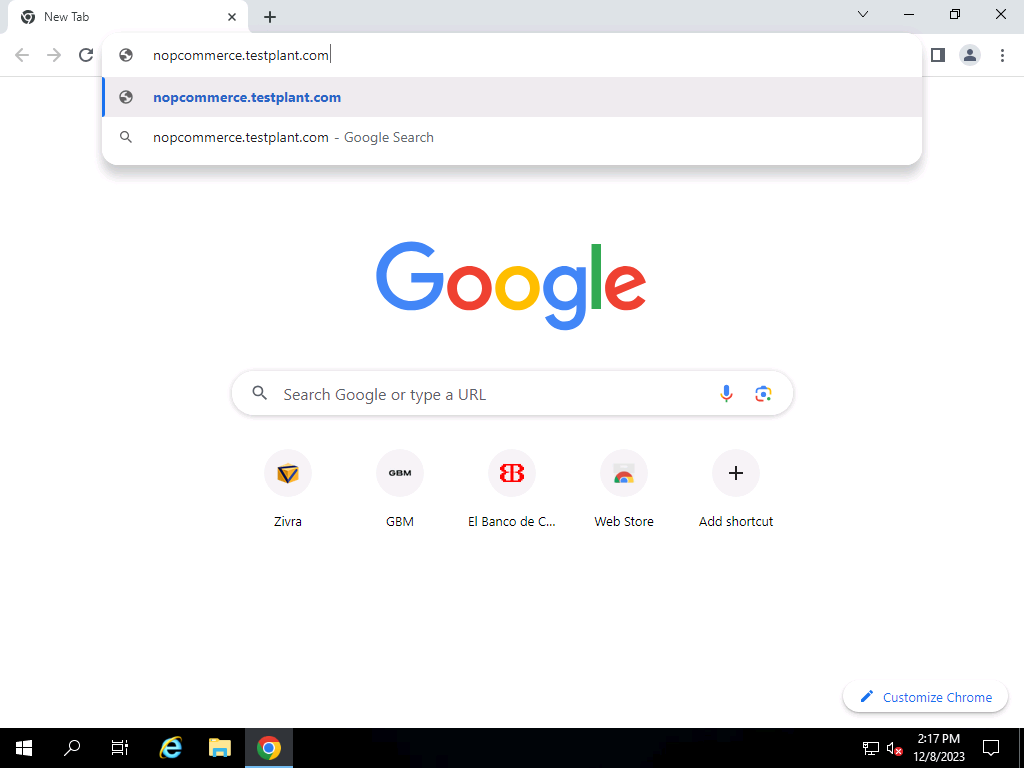 New Tab
nopcommerce.testplant.com
nopcommerce.testplant.com
nopcommerce.testplant.com - Google Search
Google
Search Google or type a URL
GBM
Zivra
GBM
El Banco de C...
Web Store
Add shortcut
Customize Chrome
2:17 PM
12/8/2023